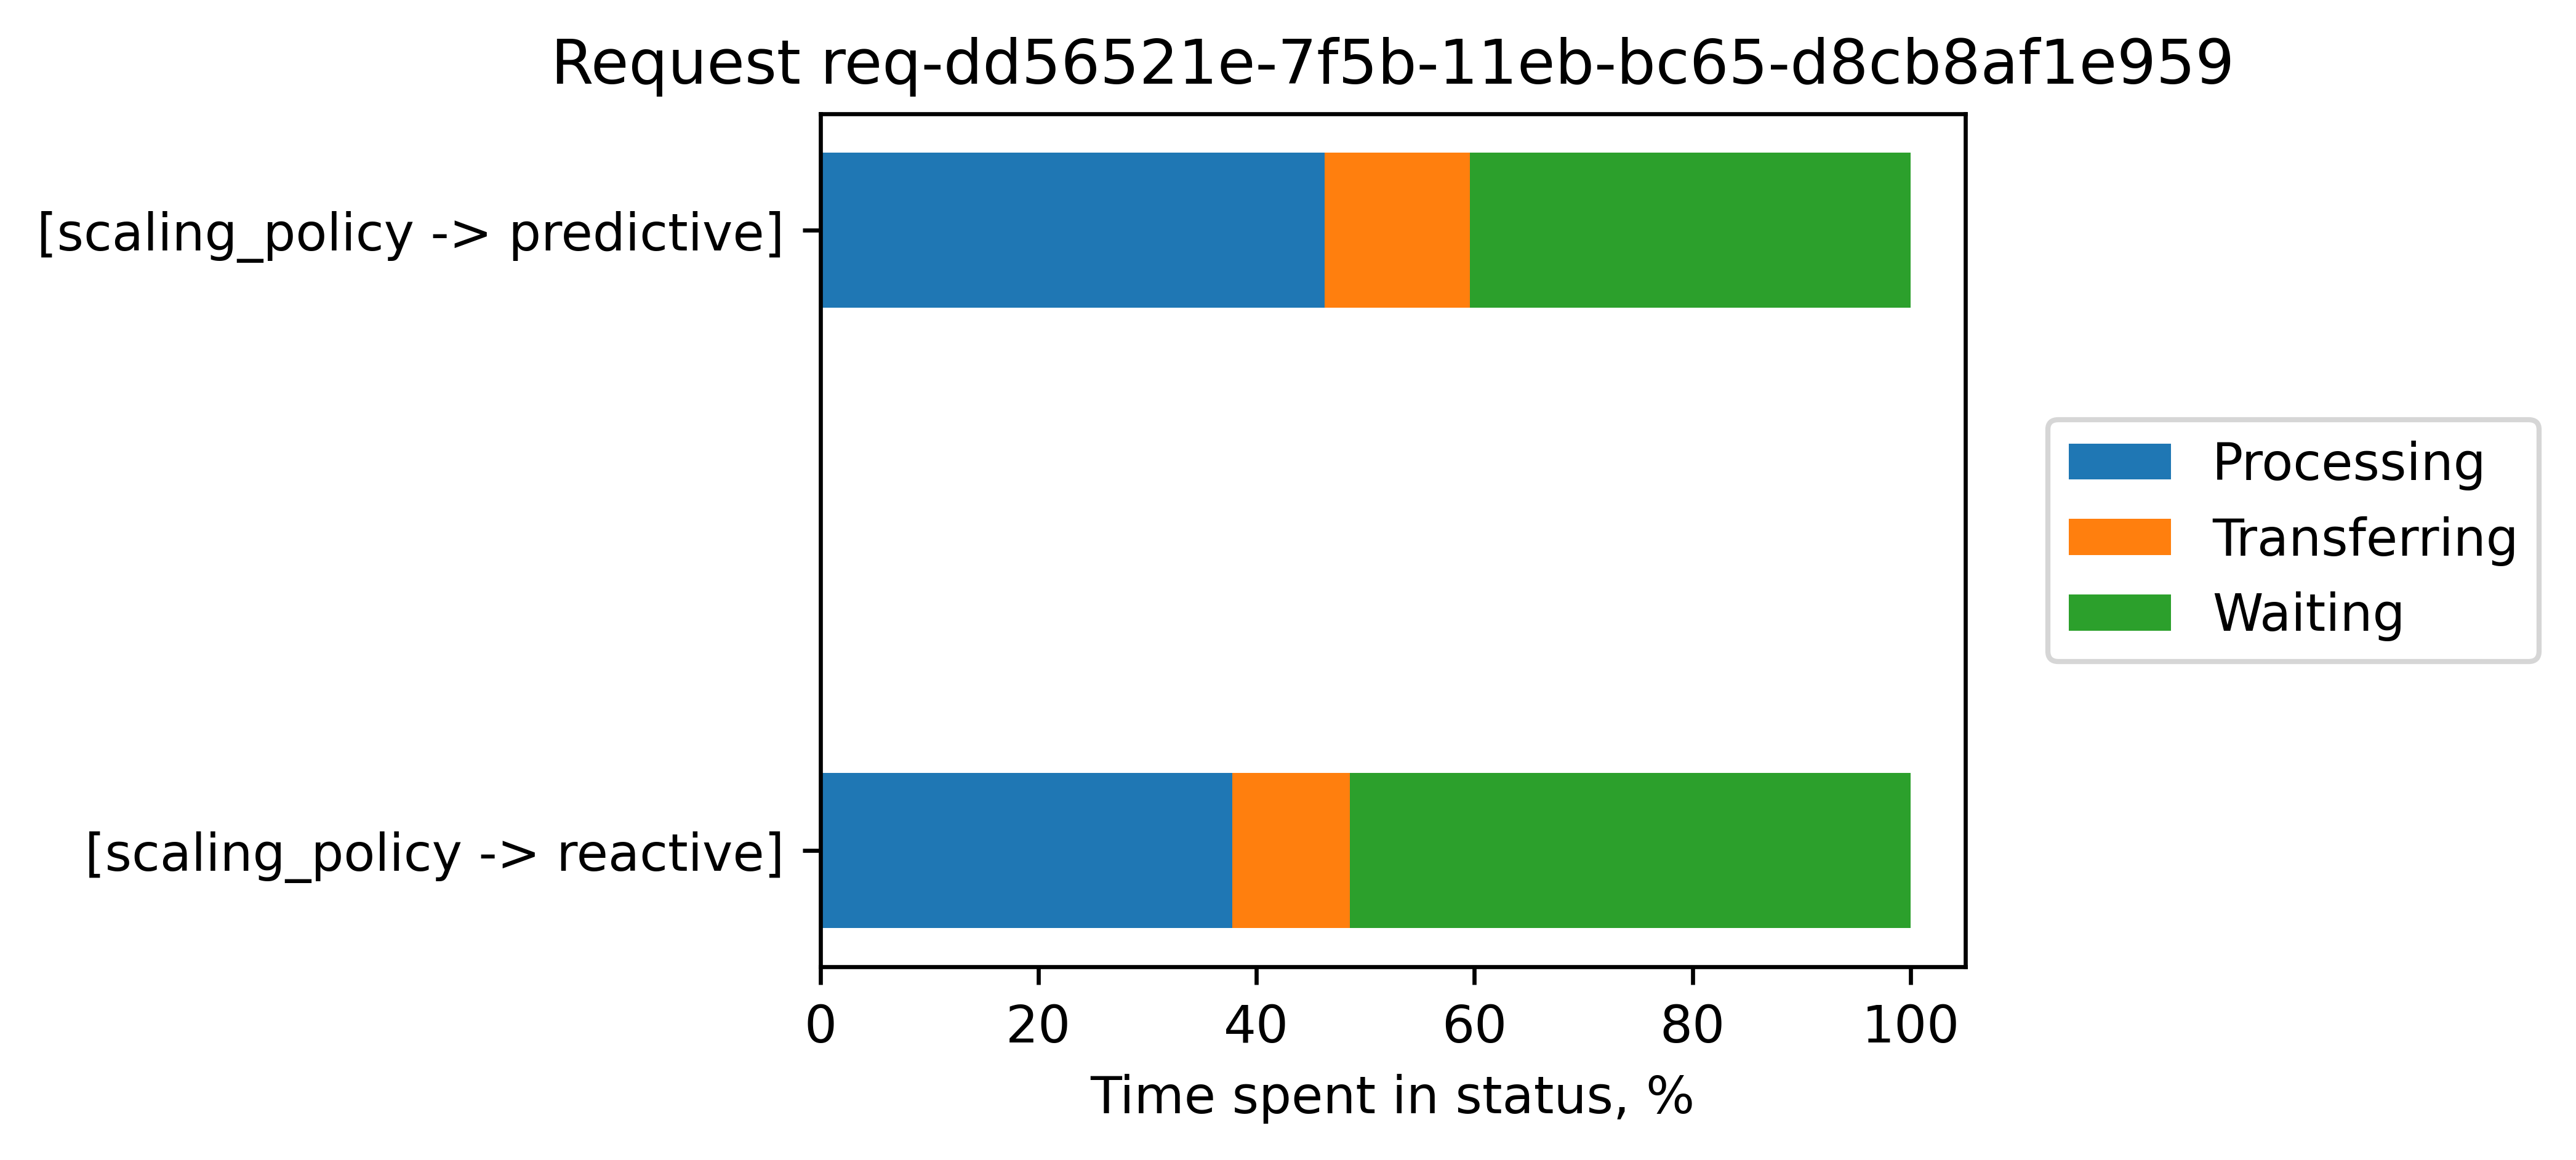 Request req-dd56521e-7f5b-11eb-bc65-d8cb8af1e959
[scaling_policy -> predictive]
[scaling_policy -> reactive]
Processing
Transferring
Waiting
0 20 40 60 80 100
Time spent in status, %